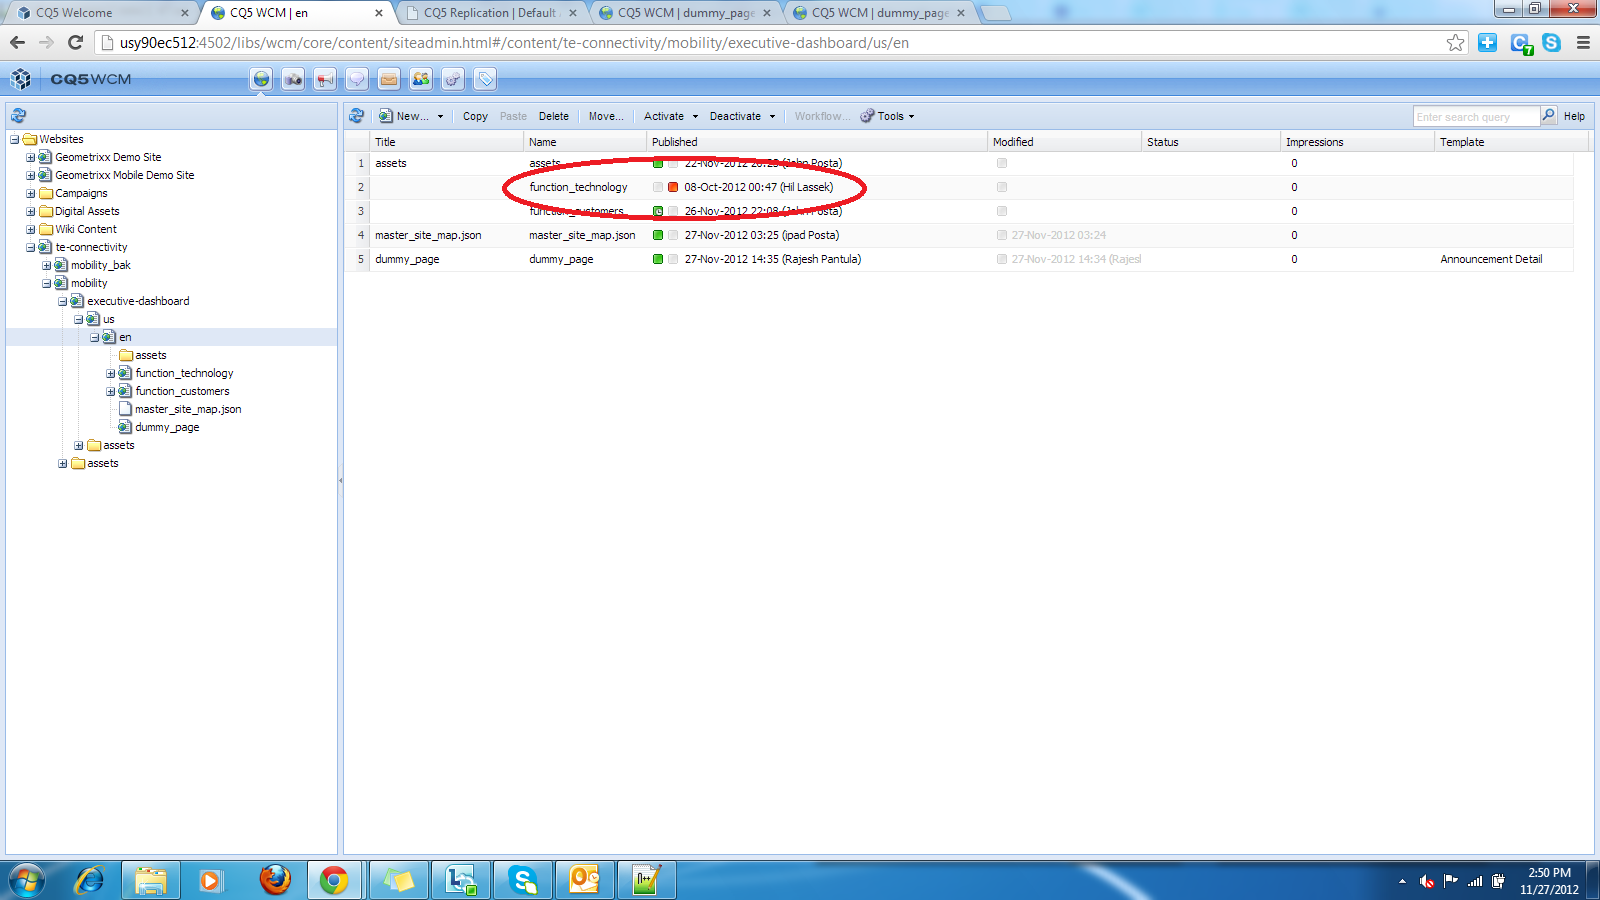 CQ5 Welcome
CQ5 WCM | en
CQ5 Replication | Default
CQ5 WCM | dummy_page
CQ5 WCM | dummy_page
usy90ec512:4502/libs/wcm/core/content/siteadmin.html#/content/te-connectivity/mobility/executive-dashboard/us/en
7
CQ5 WCM
New... Copy Paste Delete Move... Activate Deactivate Workflow... Tools Enter search query Help
Websites
Geometrixx Demo Site
Geometrixx Mobile Demo Site
Campaigns
Digital Assets
Wiki Content
te-connectivity
mobility_bak
mobility
executive-dashboard
us
en
assets
function_technology
function_customers
master_site_map.json
dummy_page
assets
assets
Title Name Published Modified Status Impressions Template
1 assets assets 22-Nov-2012 20:25 (John Posta) 0
2 function_technology 08-Oct-2012 00:47 (Hil Lassek) 0
3 function_customers 26-Nov-2012 22:08 (John Posta) 0
4 master_site_map.json master_site_map.json 27-Nov-2012 03:25 (ipad Posta) 27-Nov-2012 03:24 0
5 dummy_page dummy_page 27-Nov-2012 14:35 (Rajesh Pantula) 27-Nov-2012 14:34 (Rajes 0 Announcement Detail
2:50 PM
11/27/2012